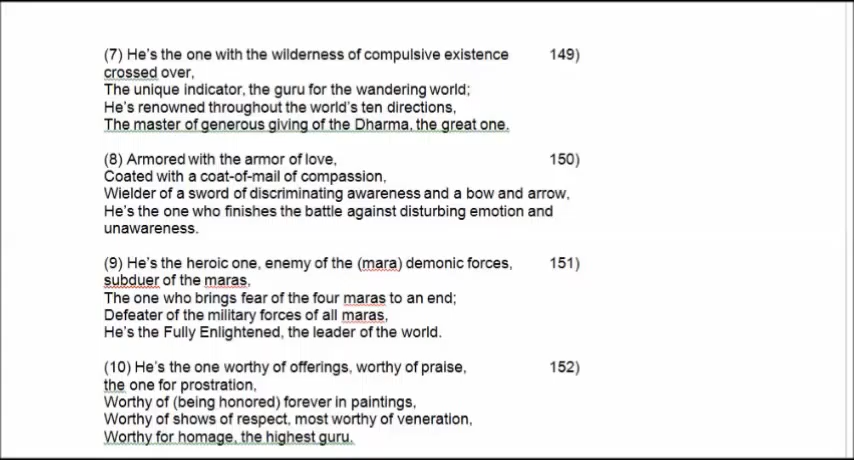 (7) He's the one with the wilderness of compulsive existence 149)
crossed over,
The unique indicator, the guru for the wandering world;
He's renowned throughout the world's ten directions,
The master of generous giving of the Dharma, the great one.
(8) Armored with the armor of love, 150)
Coated with a coat-of-mail of compassion,
Wielder of a sword of discriminating awareness and a bow and arrow,
He's the one who finishes the battle against disturbing emotion and
unawareness.
(9) He's the heroic one, enemy of the (mara) demonic forces, 151)
subduer of the maras,
The one who brings fear of the four maras to an end;
Defeater of the military forces of all maras,
He's the Fully Enlightened, the leader of the world.
(10) He's the one worthy of offerings, worthy of praise, 152)
the one for prostration,
Worthy of (being honored) forever in paintings,
Worthy of shows of respect, most worthy of veneration,
Worthy for homage, the highest guru.